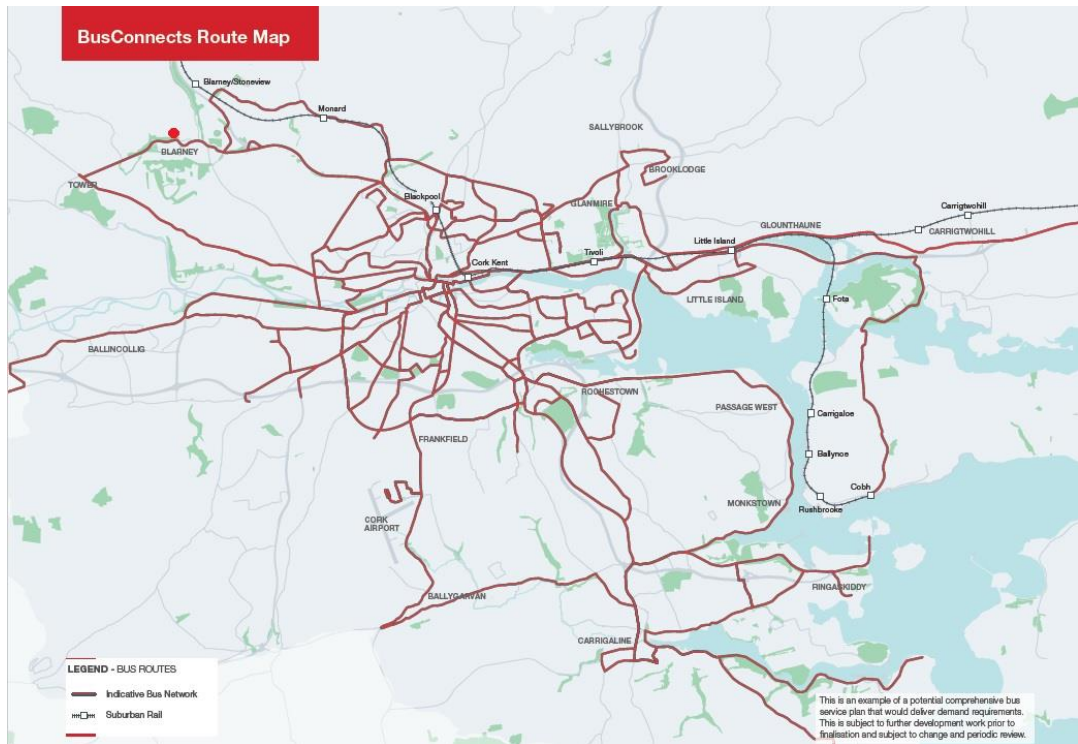 BusConnects Route Map
Blarney/Stoneview
Monard
SALLYBROOK
BLARNEY
BROOKLODGE
TOWER
Blackpool
GLANMIRE
Carrigtwohill
GLOUNTHAUNE
CARRIGTWOHILL
Little Island
Tivoli
Cork Kent
LITTLE ISLAND
Fota
BALLINCOLLIG
ROCHESTOWN
PASSAGE WEST
Carrigaloe
FRANKFIELD
Ballynoe
Cobh
MONKSTOWN
Rushbrooke
CORK
AIRPORT
RINGASKIDDY
BALLYGARVAN
CARRIGALINE
LEGEND - BUS ROUTES
Indicative Bus Network
Suburban Rail
This is an example of a potential comprehensive bus
service plan that would deliver demand requirements.
This is subject to further development work prior to
finalisation and subject to change and periodic review.